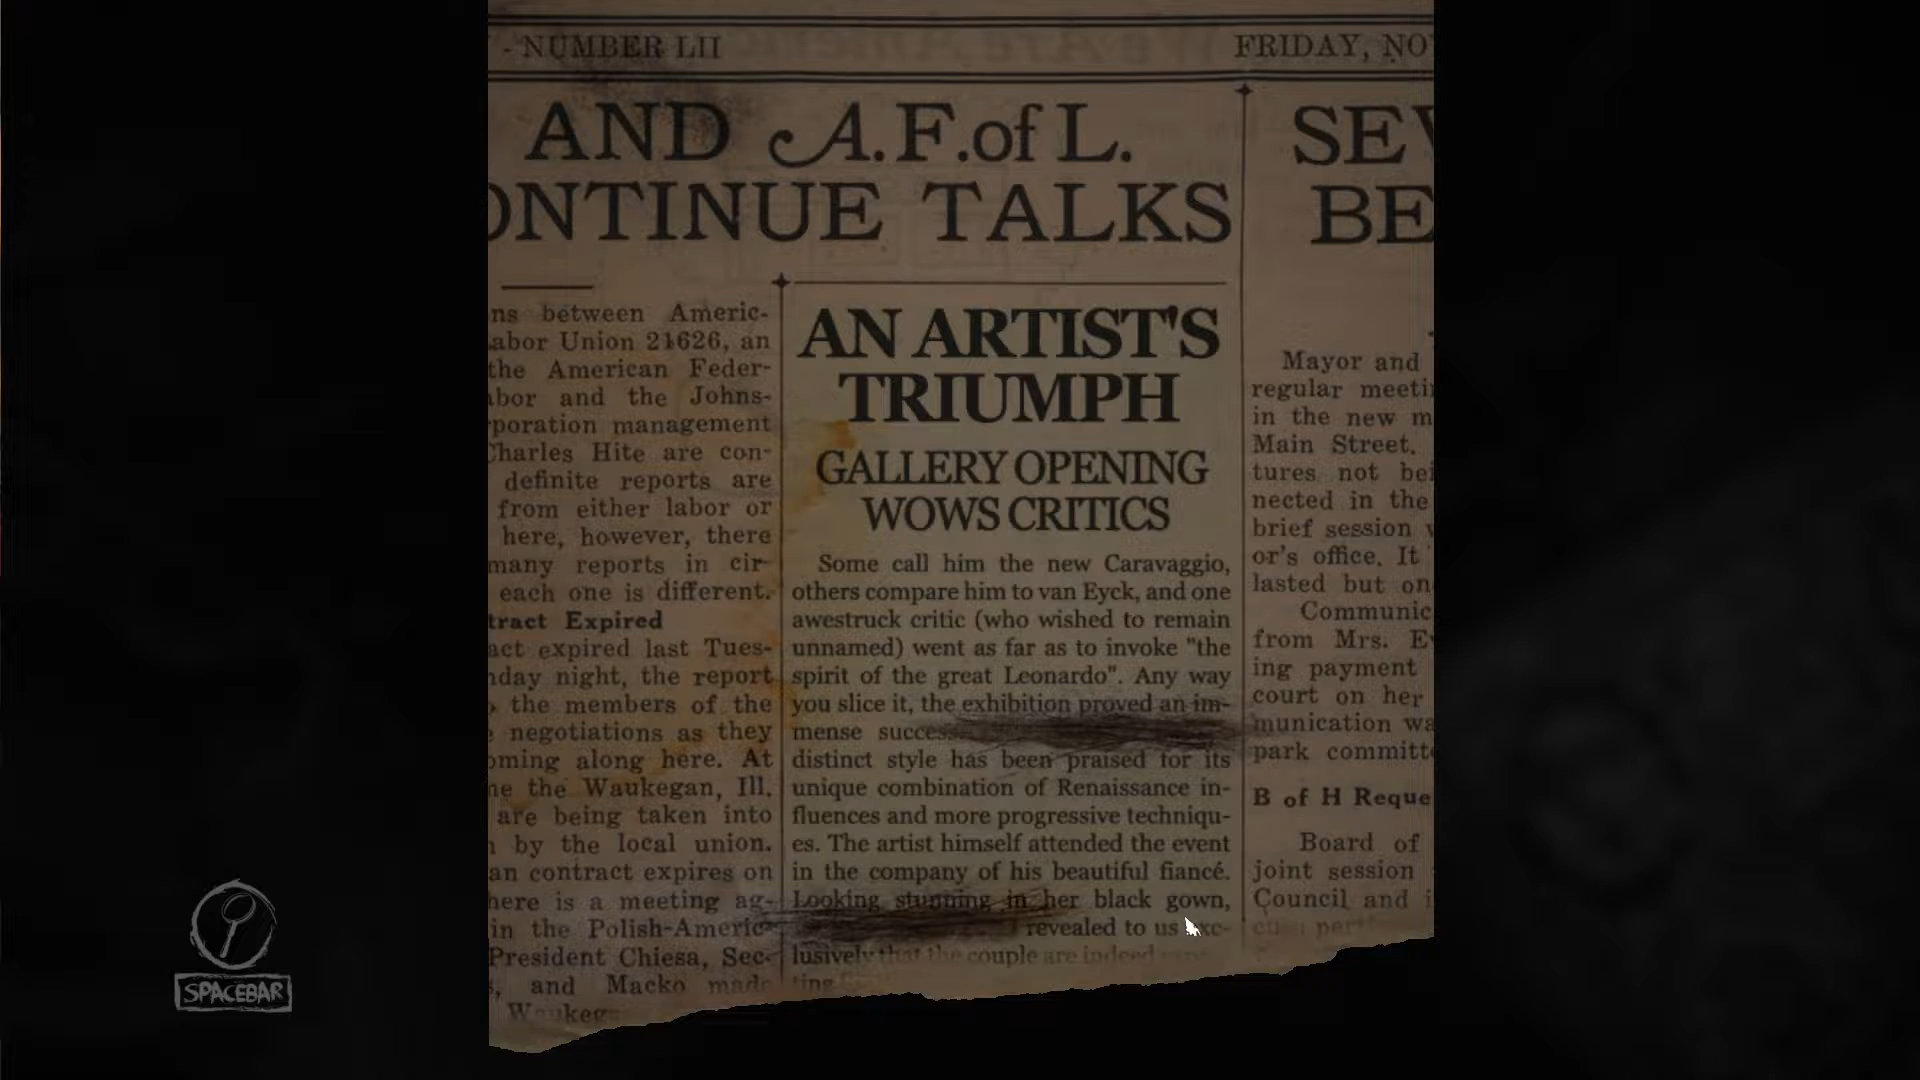 - NUMBER LII
FRIDAY, NO
AND A.F.of L.
ONTINUE TALKS
SEV
BE
ns between Americ-
abor Union 21626, an
the American Feder-
bor and the Johns-
poration management
Charles Hite are con-
definite reports are
from either labor or
here, however, there
many reports in cir-
each one is different.
tract Expired
act expired last Tues-
day night, the report
the members of the
negotiations as they
oming along here. At
ne the Waukegan, Ill.
are being taken into
by the local union.
an contract expires on
here is a meeting ag-
in the Polish-Americ-
President Chiesa, Sec-
, and Macko made
Waukeg
AN ARTIST'S
TRIUMPH
GALLERY OPENING
WOWS CRITICS
Some call him the new Caravaggio,
others compare him to van Eyck, and one
awestruck critic (who wished to remain
unnamed) went as far as to invoke "the
spirit of the great Leonardo". Any way
you slice it, the exhibition proved an im-
mense success
distinct style has been praised for its
unique combination of Renaissance in-
fluences and more progressive techniqu-
es. The artist himself attended the event
in the company of his beautiful fiancé.
Looking stunning in her black gown,
revealed to us exc-
lusively that the couple are indeed
ting
Mayor and
regular meeti
in the new m
Main Street.
tures not bei
nected in the
brief session
or's office. It
lasted but on
Communic
from Mrs. Ev
ing payment
court on her
munication wa
park committe
B of H Reque
Board of
joint session
Council and i
SPACEBAR